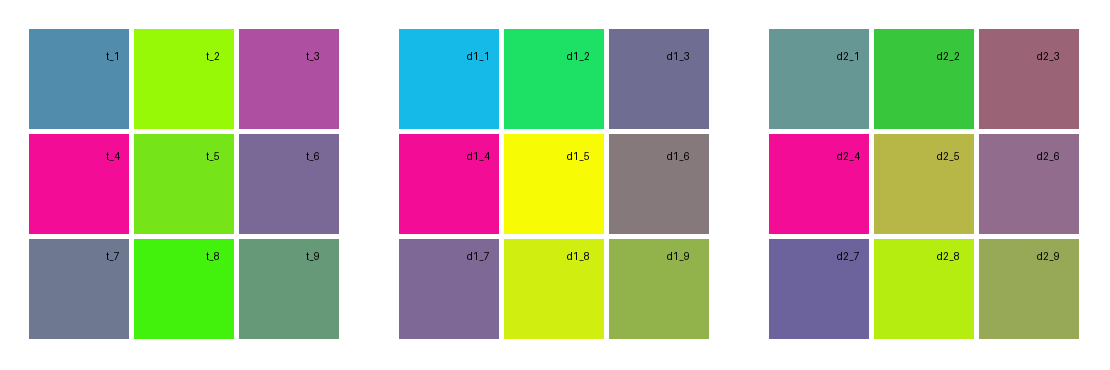 t_1 t_2 t_3 d1_1 d1_2 d1_3 d2_1 d2_2 d2_3
t_4 t_5 t_6 d1_4 d1_5 d1_6 d2_4 d2_5 d2_6
t_7 t_8 t_9 d1_7 d1_8 d1_9 d2_7 d2_8 d2_9